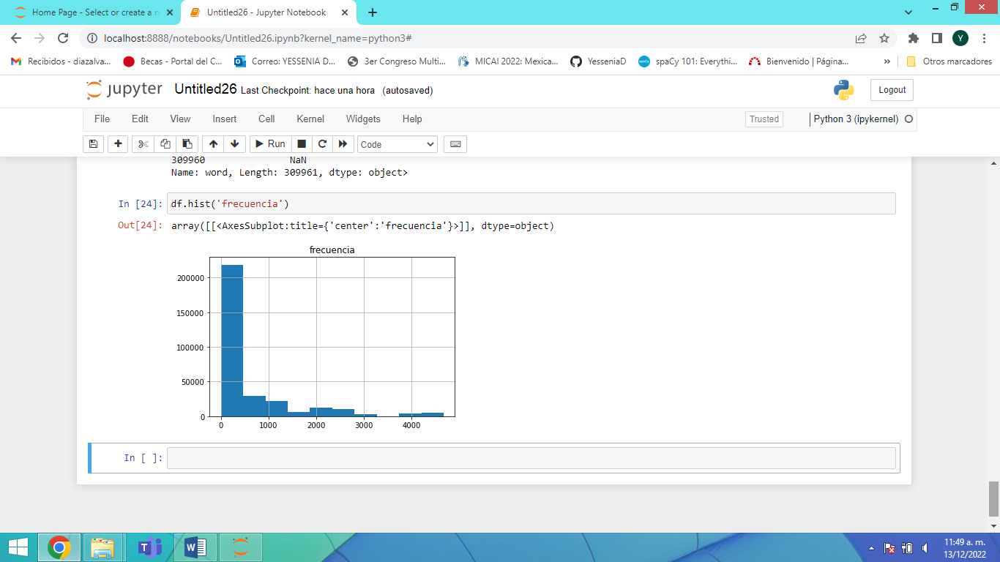 Home Page - Select or create a n
Untitled26 - Jupyter Notebook
localhost:8888/notebooks/Untitled26.ipynb?kernel_name=python3#
Y
Recibidos - diazalva...
Becas - Portal del C...
Correo: YESSENIA D...
3er Congreso Multi...
MICAI 2022: Mexica...
YesseniaD
spaCy 101: Everythi...
Bienvenido | Página...
»
Otros marcadores
jupyter Untitled26 Last Checkpoint: hace una hora (autosaved)
Logout
File Edit View Insert Cell Kernel Widgets Help
Trusted
Python 3 (ipykernel)
Run
Code
309960 NaN
Name: word, Length: 309961, dtype: object>
In [24]: df.hist('frecuencia')
Out[24]: array([[<AxesSubplot:title={'center':'frecuencia'}>]], dtype=object)
frecuencia
200000
150000
100000
50000
0
0 1000 2000 3000 4000
In [ ]:
11:49 a. m.
13/12/2022